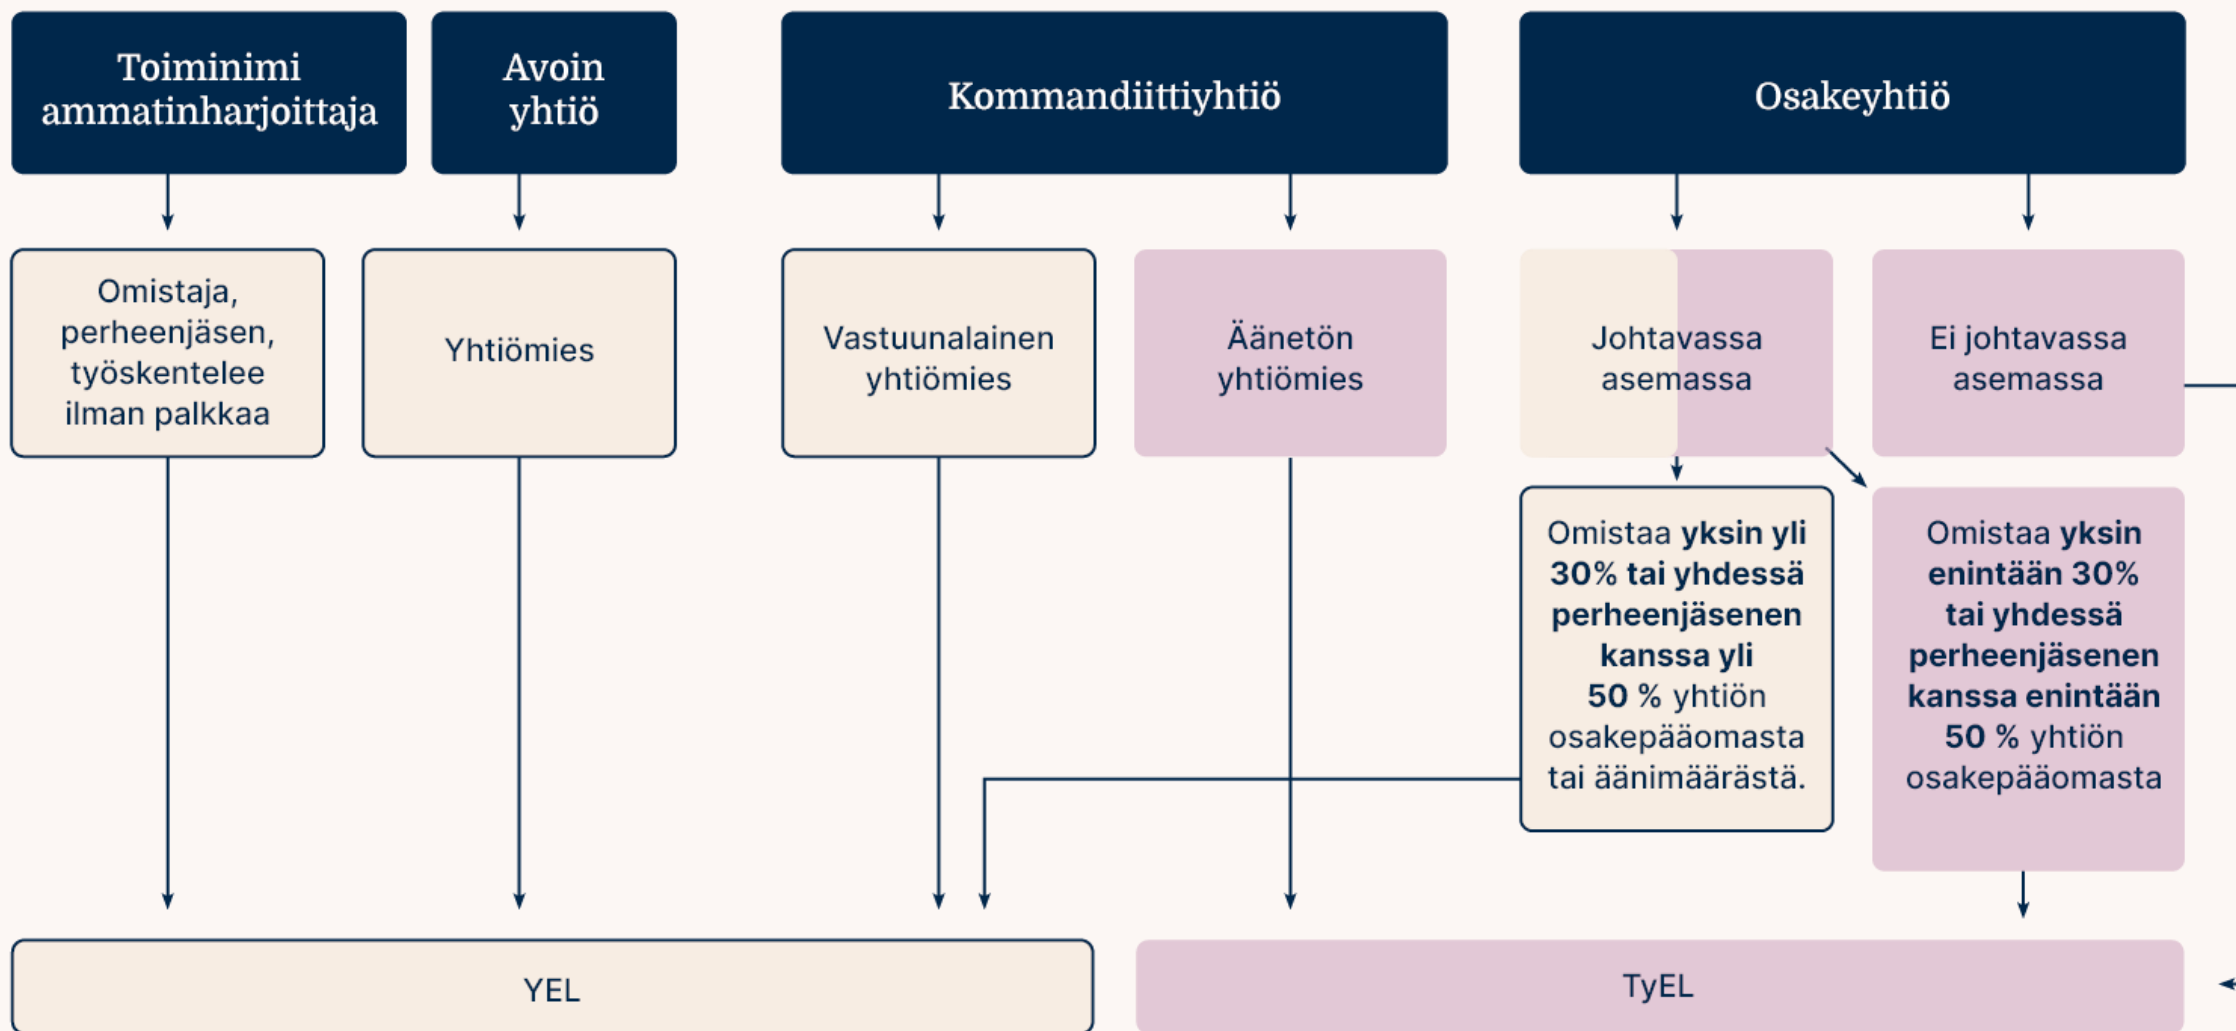 Toiminimi
ammatinharjoittaja
Avoin
yhtiö
Kommandiittiyhtiö
Osakeyhtiö
Omistaja,
perheenjäsen,
työskentelee
ilman palkkaa
Yhtiömies
Vastuunalainen
yhtiömies
Äänetön
yhtiömies
Johtavassa
asemassa
Ei johtavassa
asemassa
Omistaa yksin yli
30% tai yhdessä
perheenjäsenen
kanssa yli
50 % yhtiön
osakepääomasta
tai äänimäärästä.
Omistaa yksin
enintään 30%
tai yhdessä
perheenjäsenen
kanssa enintään
50 % yhtiön
osakepääomasta
YEL
TyEL